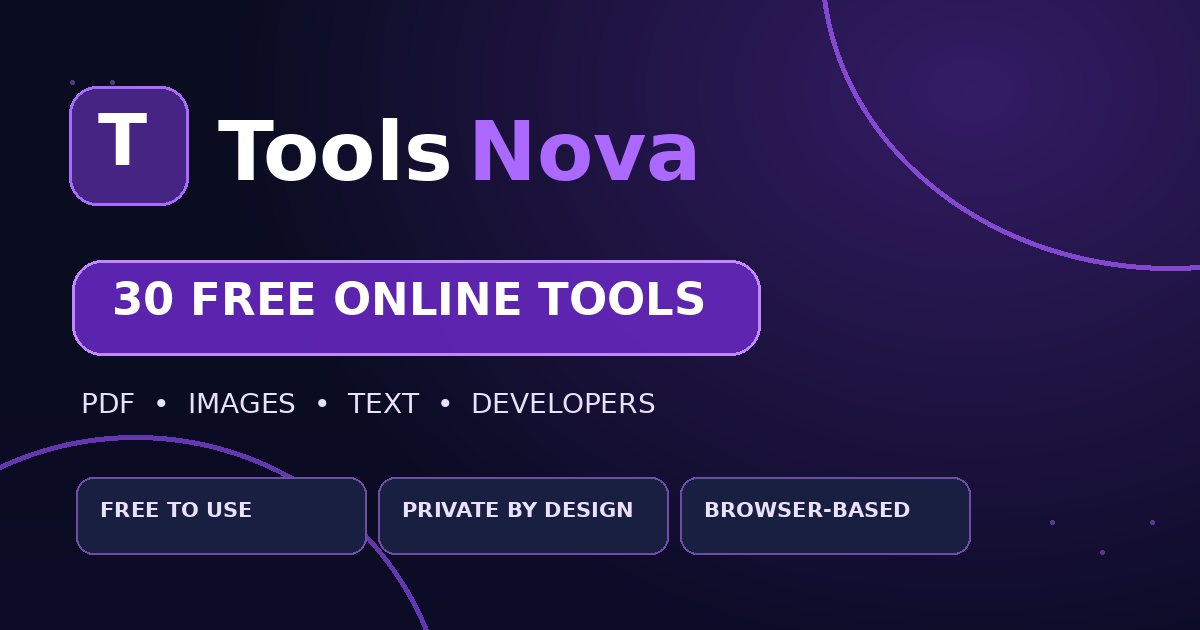 T
Tools Nova
30 FREE ONLINE TOOLS
PDF • IMAGES • TEXT • DEVELOPERS
FREE TO USE
PRIVATE BY DESIGN
BROWSER-BASED